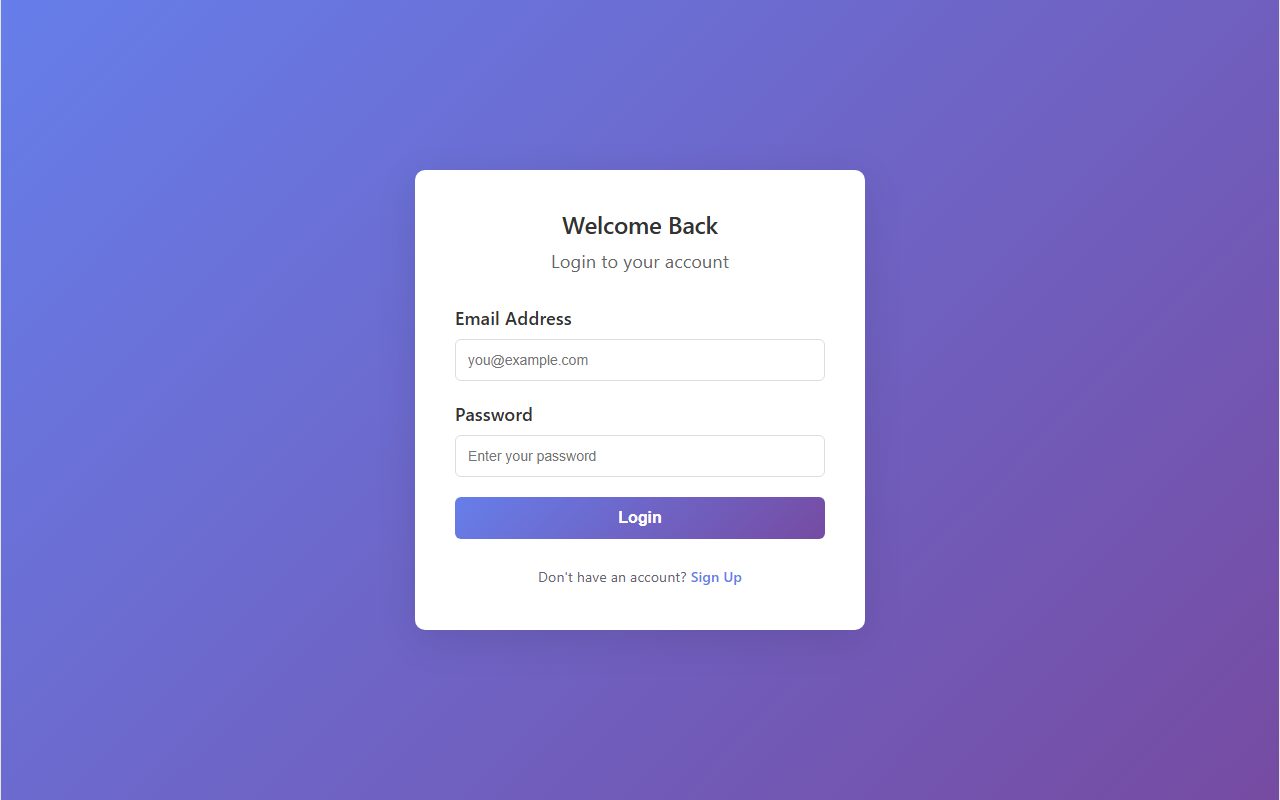 Welcome Back
Login to your account
Email Address
you@example.com
Password
Enter your password
Login
Don't have an account? Sign Up